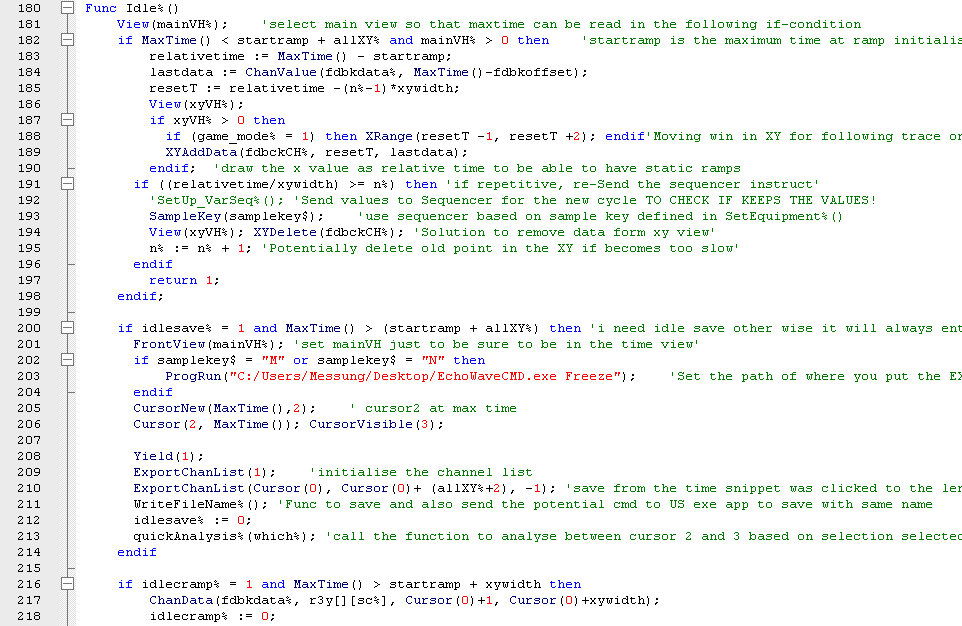 180 Func Idle%()
181 View(mainVH%); 'select main view so that maxtime can be read in the following if-condition
182 if MaxTime() < startramp + allXY% and mainVH% > 0 then 'startramp is the maximum time at ramp initialis
183 relativetime := MaxTime() - startramp;
184 lastdata := ChanValue(fdbkdata%, MaxTime()-fdbkoffset);
185 resetT := relativetime -(n%-1)*xywidth;
186 View(xyVH%);
187 if xyVH% > 0 then
188 if (game_mode% = 1) then XRange(resetT -1, resetT +2); endif'Moving win in XY for following trace or
189 XYAddData(fdbckCH%, resetT, lastdata);
190 endif; 'draw the x value as relative time to be able to have static ramps
191 if ((relativetime/xywidth) >= n%) then 'if repetitive, re-Send the sequencer instruct'
192 'SetUp_VarSeq%(); 'Send values to Sequencer for the new cycle TO CHECK IF KEEPS THE VALUES!
193 SampleKey(samplekey$); 'use sequencer based on sample key defined in SetEquipment%()
194 View(xyVH%); XYDelete(fdbckCH%); 'Solution to remove data form xy view'
195 n% := n% + 1; 'Potentially delete old point in the XY if becomes too slow'
196 endif
197 return 1;
198 endif;
199
200 if idlesave% = 1 and MaxTime() > (startramp + allXY%) then 'i need idle save other wise it will always ent
201 FrontView(mainVH%); 'set mainVH just to be sure to be in the time view'
202 if samplekey$ = "M" or samplekey$ = "N" then
203 ProgRun("C:/Users/Messung/Desktop/EchoWaveCMD.exe Freeze"); 'Set the path of where you put the EX
204 endif
205 CursorNew(MaxTime(),2); ' cursor2 at max time
206 Cursor(2, MaxTime()); CursorVisible(3);
207
208 Yield(1);
209 ExportChanList(1); 'initialise the channel list
210 ExportChanList(Cursor(0), Cursor(0)+ (allXY%+2), -1); 'save from the time snippet was clicked to the ler
211 WriteFileName%(); 'Func to save and also send the potential cmd to US exe app to save with same name
212 idlesave% := 0;
213 quickAnalysis%(which%); 'call the function to analyse between cursor 2 and 3 based on selection selected
214 endif
215
216 if idlecramp% = 1 and MaxTime() > startramp + xywidth then
217 ChanData(fdbkdata%, r3y[][sc%], Cursor(0)+1, Cursor(0)+xywidth);
218 idlecramp% := 0;